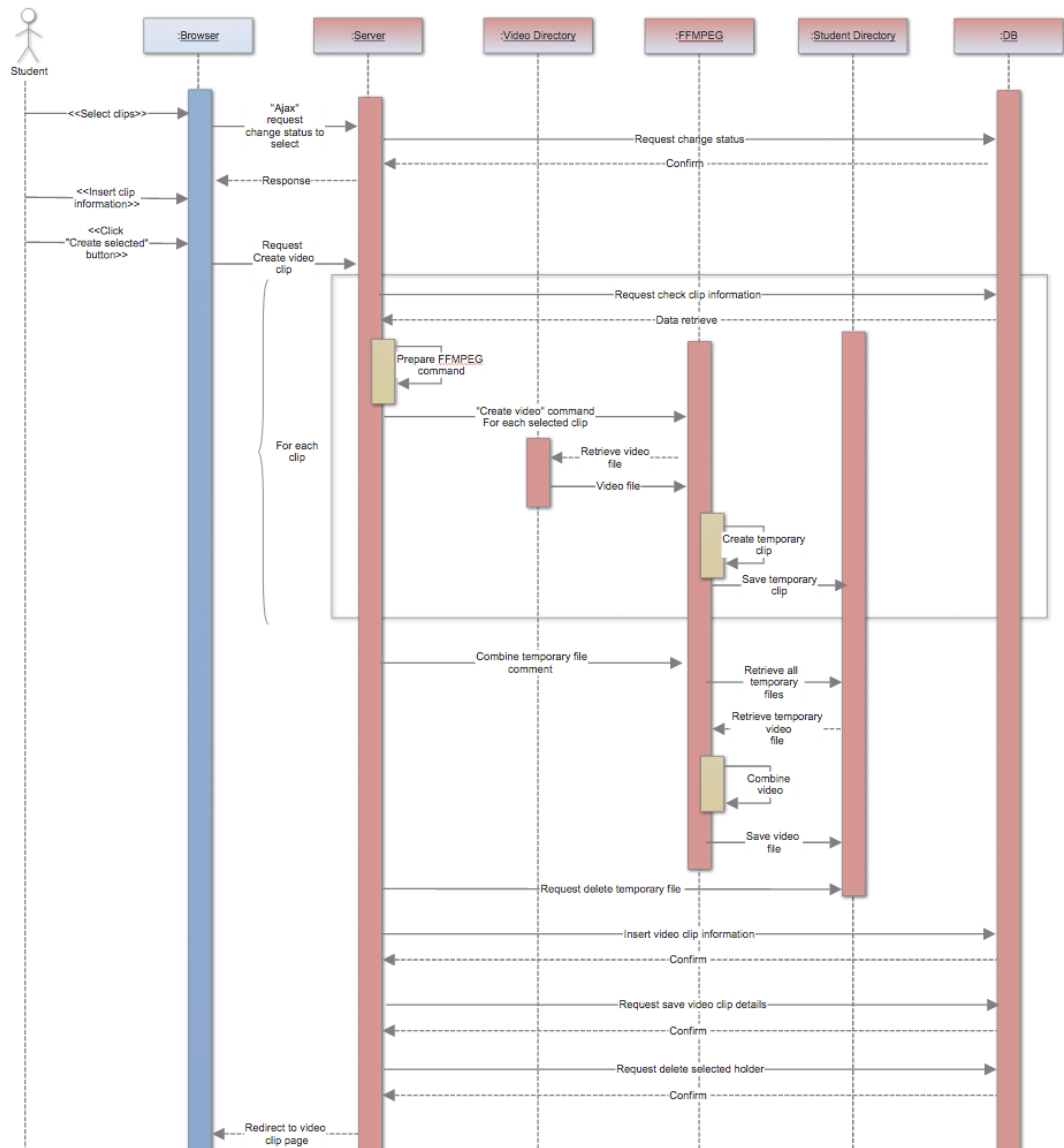 Student
:Browser
:Server
:Video Directory
:FFMPEG
:Student Directory
:DB
<<Select clips>>
"Ajax"
request
change status to
select
Request change status
Confirm
Response
<<Insert clip
information>>
<<Click
"Create selected"
button>>
Request
Create video
clip
Request check clip information
Data retrieve
Prepare FFMPEG
command
"Create video" command
For each selected clip
For each
clip
Retrieve video
file
Video file
Create temporary
clip
Save temporary
clip
Combine temporary file
comment
Retrieve all
temporary
files
Retrieve temporary
video
file
Combine
video
Save video
file
Request delete temporary file
Insert video clip information
Confirm
Request save video clip details
Confirm
Request delete selected holder
Confirm
Redirect to video
clip page